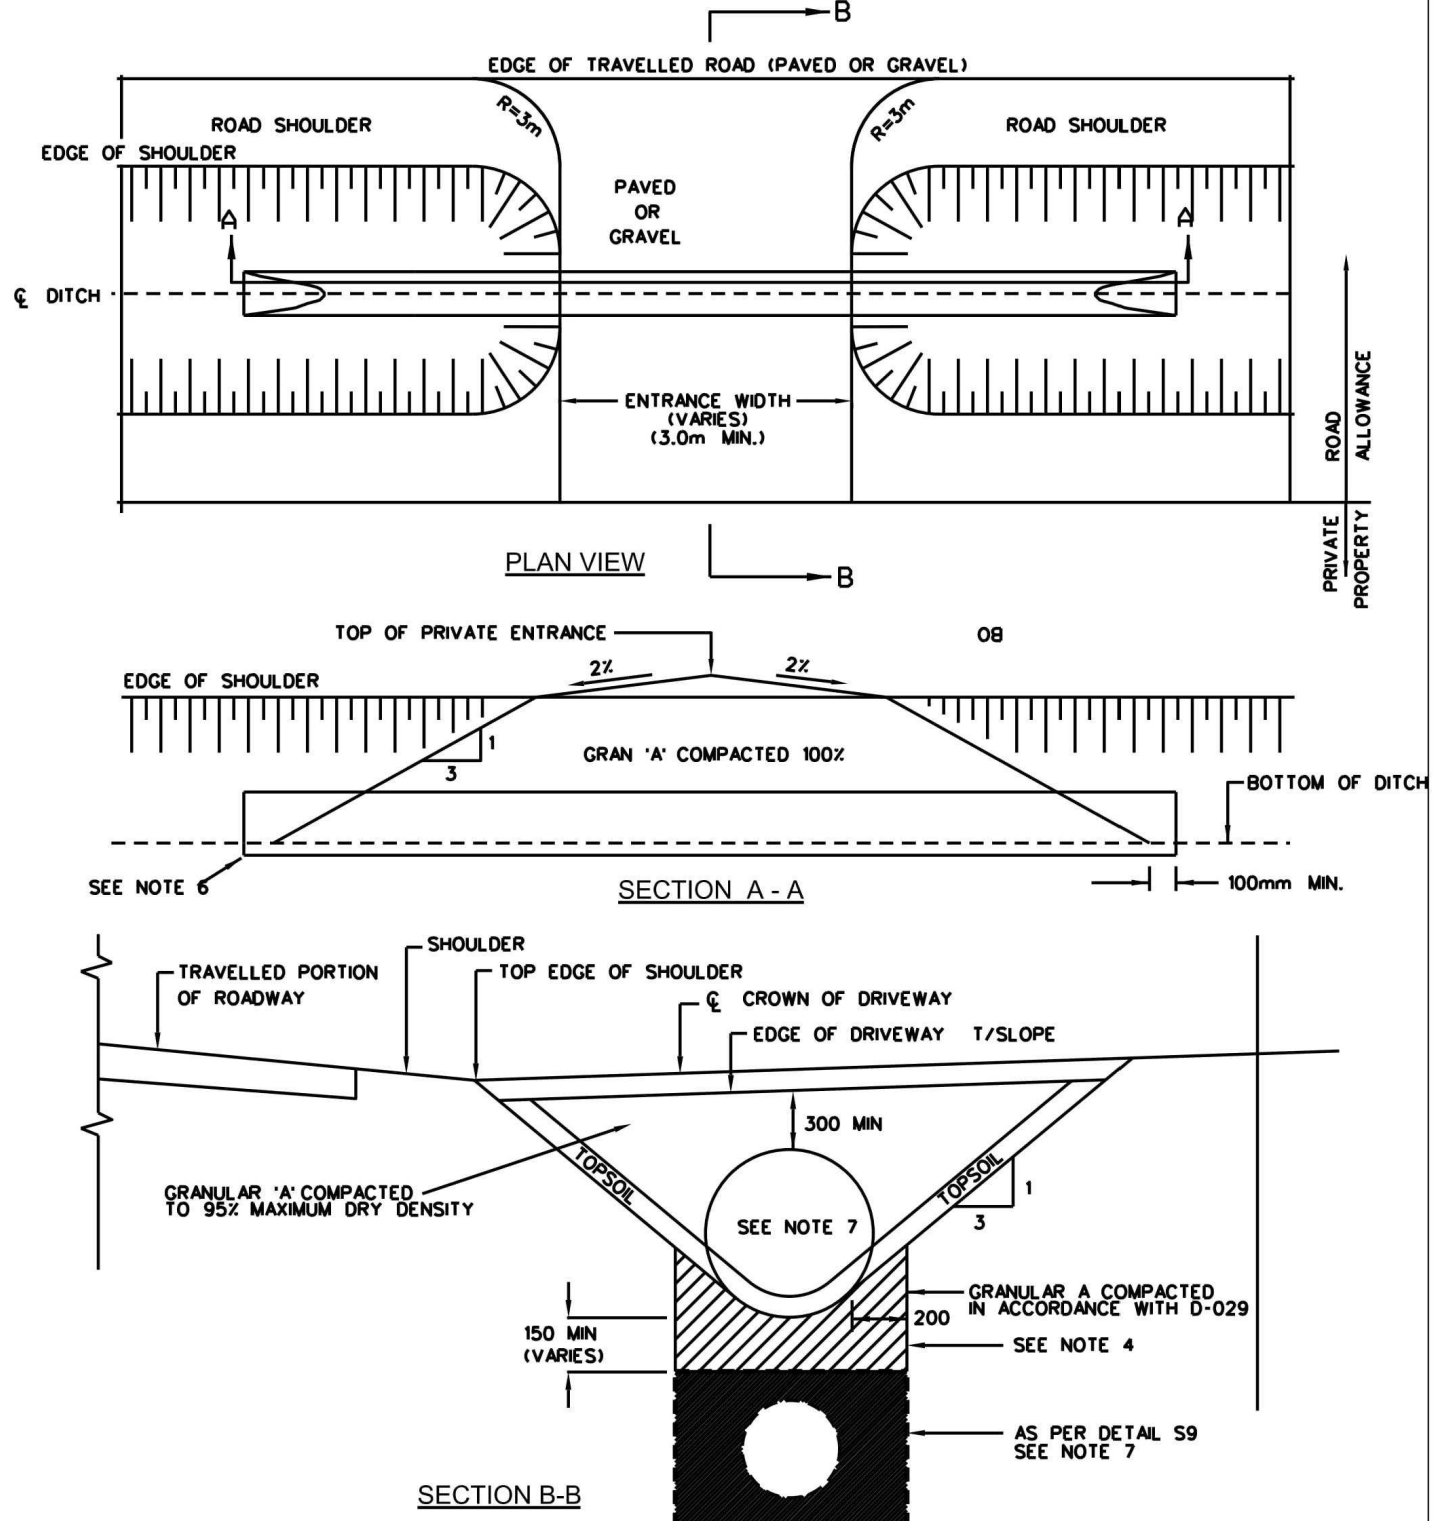 B
EDGE OF TRAVELLED ROAD (PAVED OR GRAVEL)
R=3m
R=3m
ROAD SHOULDER
ROAD SHOULDER
EDGE OF SHOULDER
PAVED
OR
GRAVEL
A
A
℄ DITCH
ENTRANCE WIDTH
(VARIES)
(3.0m MIN.)
ROAD
ALLOWANCE
PRIVATE
PROPERTY
PLAN VIEW
B
TOP OF PRIVATE ENTRANCE
08
2%
2%
EDGE OF SHOULDER
1
3
GRAN 'A' COMPACTED 100%
BOTTOM OF DITCH
SEE NOTE 6
SECTION A - A
100mm MIN.
SHOULDER
TRAVELLED PORTION
OF ROADWAY
TOP EDGE OF SHOULDER
℄ CROWN OF DRIVEWAY
EDGE OF DRIVEWAY T/SLOPE
300 MIN
TOPSOIL
TOPSOIL
GRANULAR 'A' COMPACTED
TO 95% MAXIMUM DRY DENSITY
1
3
SEE NOTE 7
GRANULAR A COMPACTED
IN ACCORDANCE WITH D-029
200
150 MIN
(VARIES)
SEE NOTE 4
AS PER DETAIL S9
SEE NOTE 7
SECTION B-B